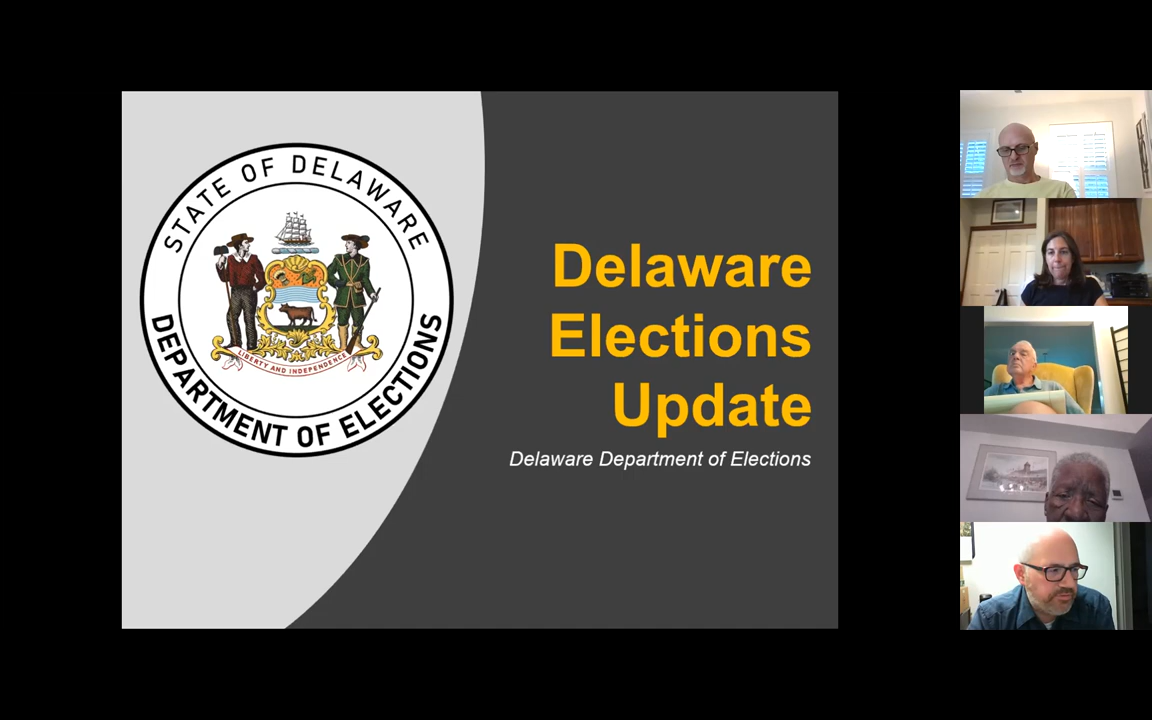 STATE OF DELAWARE
LIBERTY AND INDEPENDENCE
DEPARTMENT OF ELECTIONS
Delaware
Elections
Update
Delaware Department of Elections